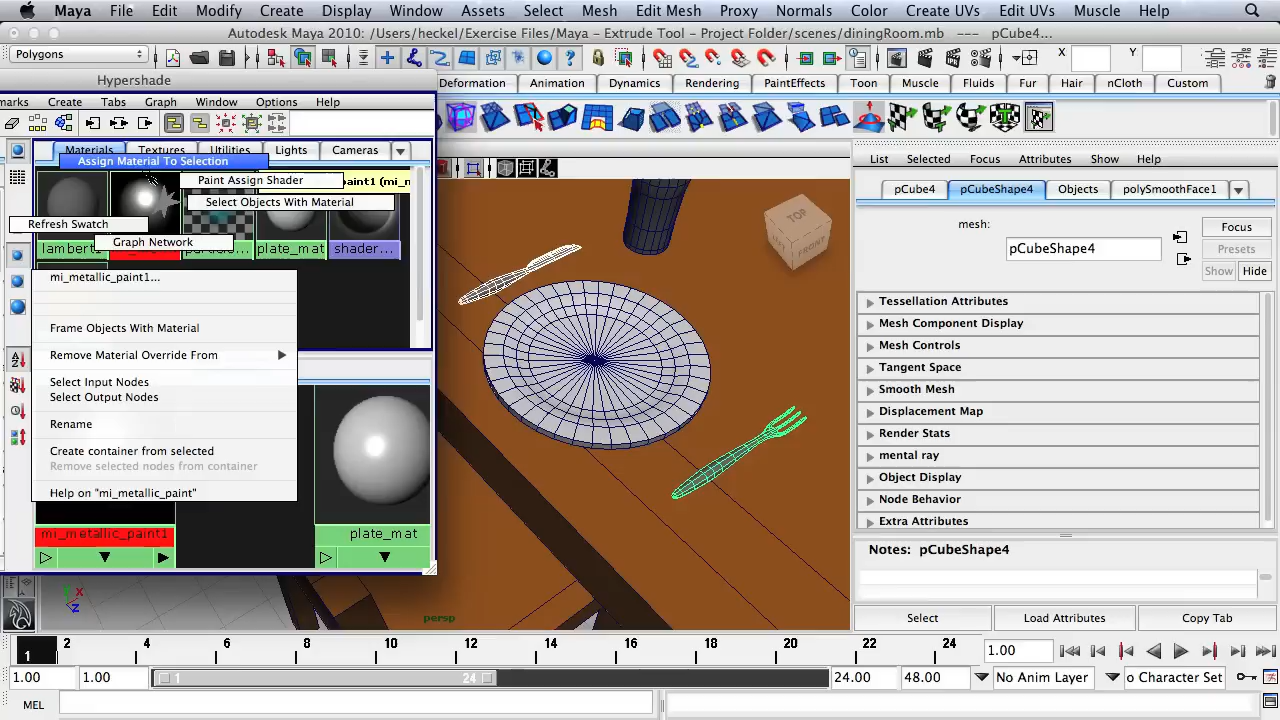 Maya File Edit Modify Create Display Window Assets Select Mesh Edit Mesh Proxy Normals Color Create UVs Edit UVs Muscle Help
Autodesk Maya 2010: /Users/heckel/Exercise Files/Maya - Extrude Tool - Project Folder/scenes/diningRoom.mb --- pCube4...
Polygons X Y
Hypershade
eformation Animation Dynamics Rendering PaintEffects Toon Muscle Fluids Fur Hair nCloth Custom
marks Create Tabs Graph Window Options Help
Materials Textures Utilities Lights Cameras
Assign Material To Selection
Paint Assign Shader aint1 (mi_m
Select Objects With Material
Refresh Swatch
Graph Network
lambert1 plate_mat shader...
mi_metallic_paint1...
Frame Objects With Material
Remove Material Override From
Select Input Nodes
Select Output Nodes
Rename
Create container from selected
Remove selected nodes from container
Help on "mi_metallic_paint"
mi_metallic_paint1 plate_mat
TOP
FRONT
persp
Y X
Z
List Selected Focus Attributes Show Help
pCube4 pCubeShape4 Objects polySmoothFace1
mesh: pCubeShape4
Focus
Presets
Show Hide
Tessellation Attributes
Mesh Component Display
Mesh Controls
Tangent Space
Smooth Mesh
Displacement Map
Render Stats
mental ray
Object Display
Node Behavior
Extra Attributes
Notes: pCubeShape4
Select Load Attributes Copy Tab
1 2 4 6 8 10 12 14 16 18 20 22 24 1.00
1.00 1.00 1 24 24.00 48.00 No Anim Layer o Character Set
MEL